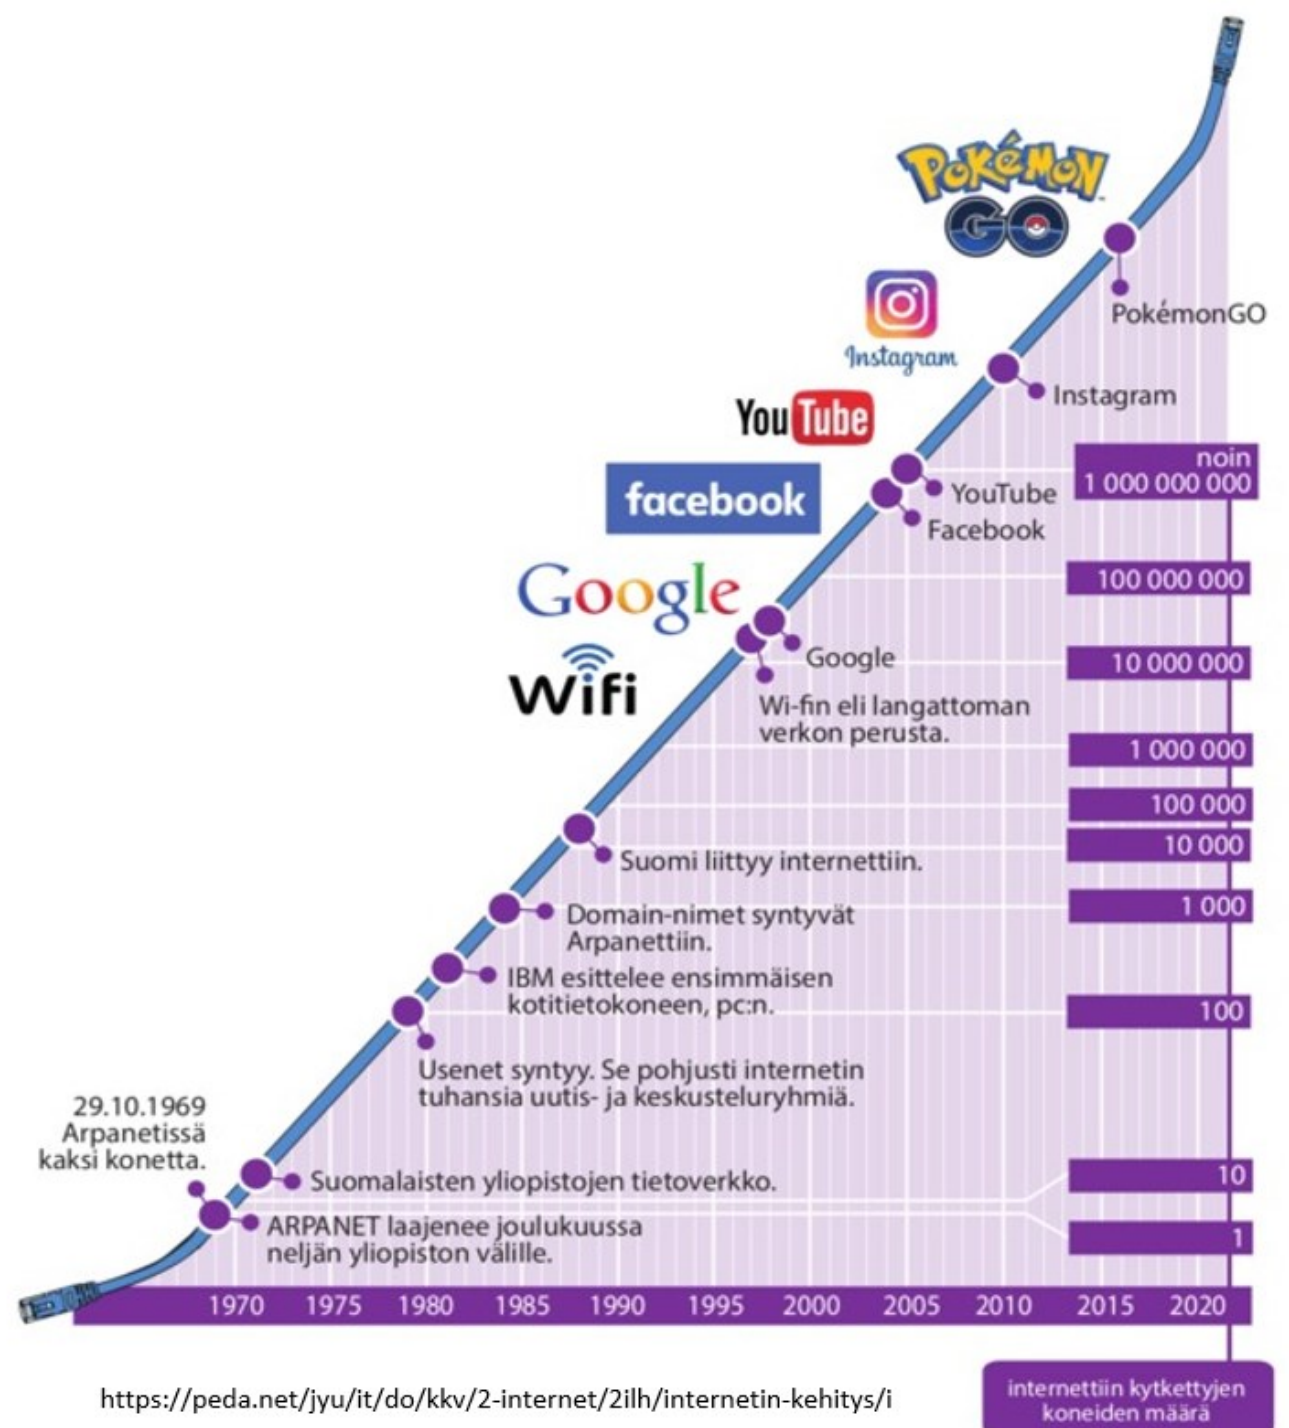 POKÉMON
GO
PokémonGO
Instagram
Instagram
YouTube
noin
1 000 000 000
YouTube
facebook
Facebook
100 000 000
Google
Google
10 000 000
Wifi
Wi-fin eli langattoman
verkon perusta.
1 000 000
100 000
10 000
Suomi liittyy internettiin.
1 000
Domain-nimet syntyvät
Arpanettiin.
IBM esittelee ensimmäisen
kotitietokoneen, pc:n.
100
Usenet syntyy. Se pohjusti internetin
tuhansia uutis- ja keskusteluryhmiä.
29.10.1969
Arpanetissä
kaksi konetta.
Suomalaisten yliopistojen tietoverkko.
10
ARPANET laajenee joulukuussa
neljän yliopiston välille.
1
1970 1975 1980 1985 1990 1995 2000 2005 2010 2015 2020
https://peda.net/jyu/it/do/kkv/2-internet/2ilh/internetin-kehitys/i
internettiin kytkettyjen
koneiden määrä